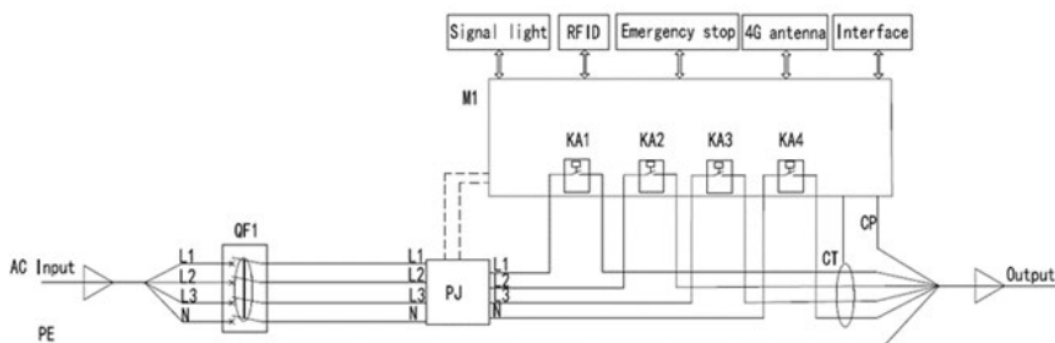 Signal light RFID Emergency stop 4G antenna Interface
M1
KA1 KA2 KA3 KA4
QF1
CP
CT
AC Input
L1 L1 L1
L2 L2 L2
L3 L3 L3
N N N
PJ
Output
PE